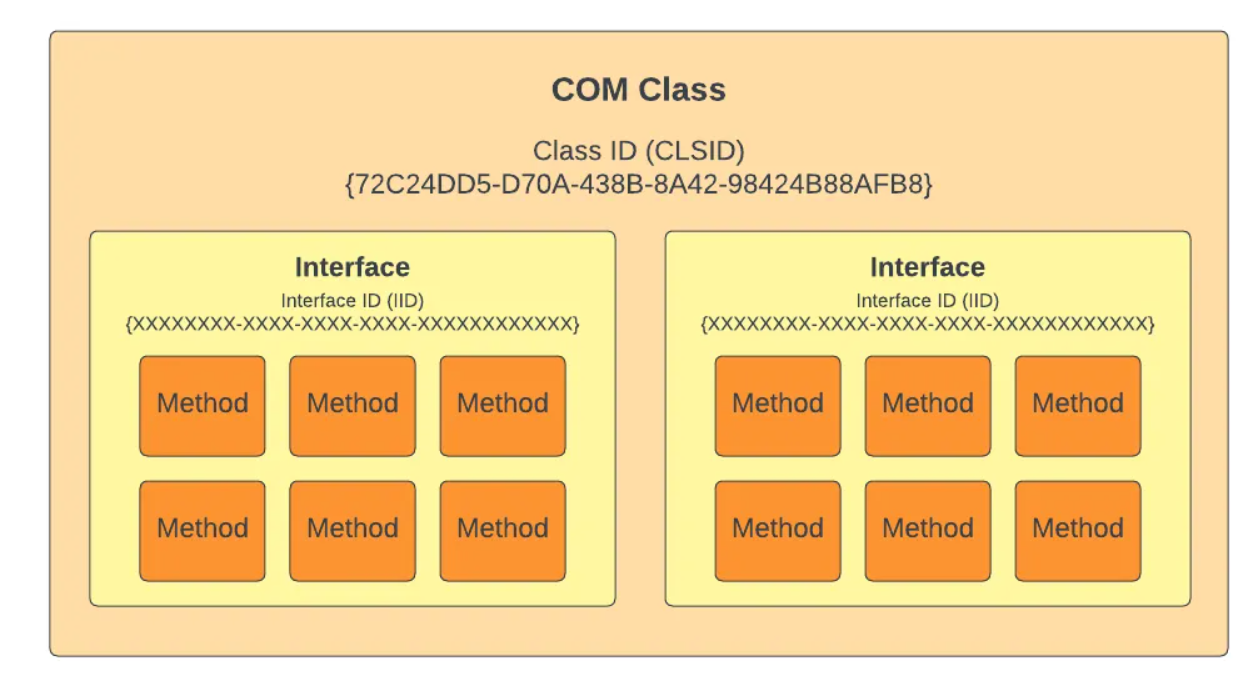 COM Class
Class ID (CLSID)
{72C24DD5-D70A-438B-8A42-98424B88AFB8}
Interface
Interface ID (IID)
{XXXXXXXX-XXXX-XXXX-XXXX-XXXXXXXXXXXX}
Method Method Method
Method Method Method
Interface
Interface ID (IID)
{XXXXXXXX-XXXX-XXXX-XXXX-XXXXXXXXXXXX}
Method Method Method
Method Method Method